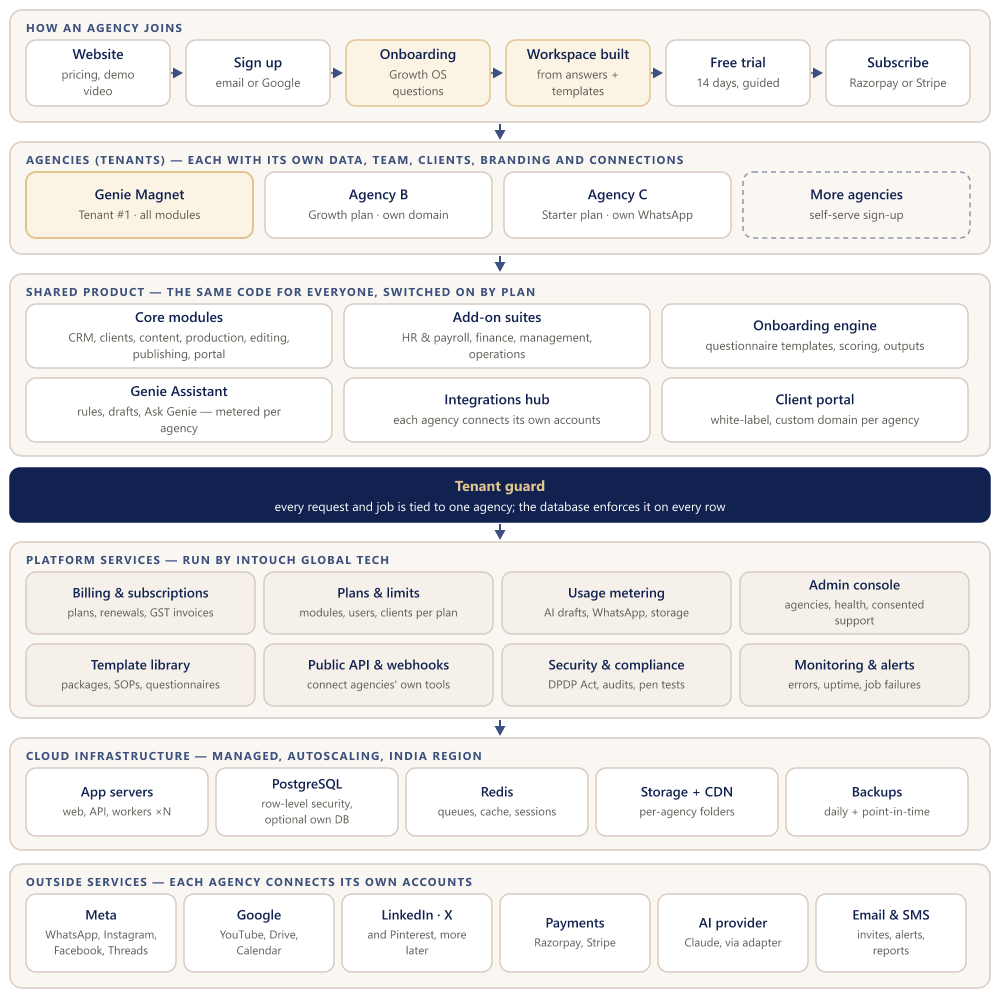 HOW AN AGENCY JOINS
Website
pricing, demo
video
Sign up
email or Google
Onboarding
Growth OS
questions
Workspace built
from answers +
templates
Free trial
14 days, guided
Subscribe
Razorpay or Stripe
AGENCIES (TENANTS) — EACH WITH ITS OWN DATA, TEAM, CLIENTS, BRANDING AND CONNECTIONS
Genie Magnet
Tenant #1 · all modules
Agency B
Growth plan · own domain
Agency C
Starter plan · own WhatsApp
More agencies
self-serve sign-up
SHARED PRODUCT — THE SAME CODE FOR EVERYONE, SWITCHED ON BY PLAN
Core modules
CRM, clients, content, production, editing,
publishing, portal
Add-on suites
HR & payroll, finance, management,
operations
Onboarding engine
questionnaire templates, scoring, outputs
Genie Assistant
rules, drafts, Ask Genie — metered per
agency
Integrations hub
each agency connects its own accounts
Client portal
white-label, custom domain per agency
Tenant guard
every request and job is tied to one agency; the database enforces it on every row
PLATFORM SERVICES — RUN BY INTOUCH GLOBAL TECH
Billing & subscriptions
plans, renewals, GST invoices
Plans & limits
modules, users, clients per plan
Usage metering
AI drafts, WhatsApp, storage
Admin console
agencies, health, consented
support
Template library
packages, SOPs, questionnaires
Public API & webhooks
connect agencies' own tools
Security & compliance
DPDP Act, audits, pen tests
Monitoring & alerts
errors, uptime, job failures
CLOUD INFRASTRUCTURE — MANAGED, AUTOSCALING, INDIA REGION
App servers
web, API, workers ×N
PostgreSQL
row-level security,
optional own DB
Redis
queues, cache, sessions
Storage + CDN
per-agency folders
Backups
daily + point-in-time
OUTSIDE SERVICES — EACH AGENCY CONNECTS ITS OWN ACCOUNTS
Meta
WhatsApp, Instagram,
Facebook, Threads
Google
YouTube, Drive,
Calendar
LinkedIn · X
and Pinterest, more
later
Payments
Razorpay, Stripe
AI provider
Claude, via adapter
Email & SMS
invites, alerts,
reports